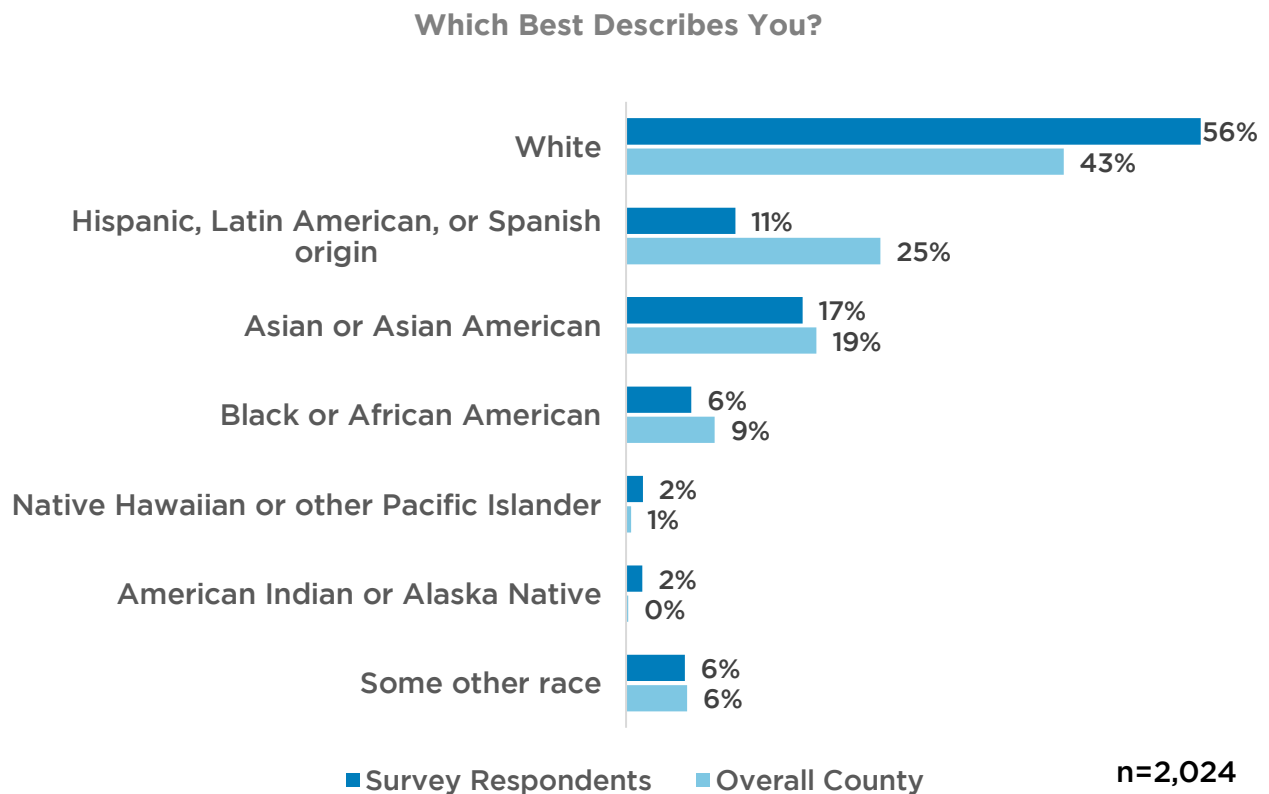 Which Best Describes You?
White
56%
43%
Hispanic, Latin American, or Spanish
origin
11%
25%
Asian or Asian American
17%
19%
Black or African American
6%
9%
Native Hawaiian or other Pacific Islander
2%
1%
American Indian or Alaska Native
2%
0%
Some other race
6%
6%
Survey Respondents
Overall County
n=2,024